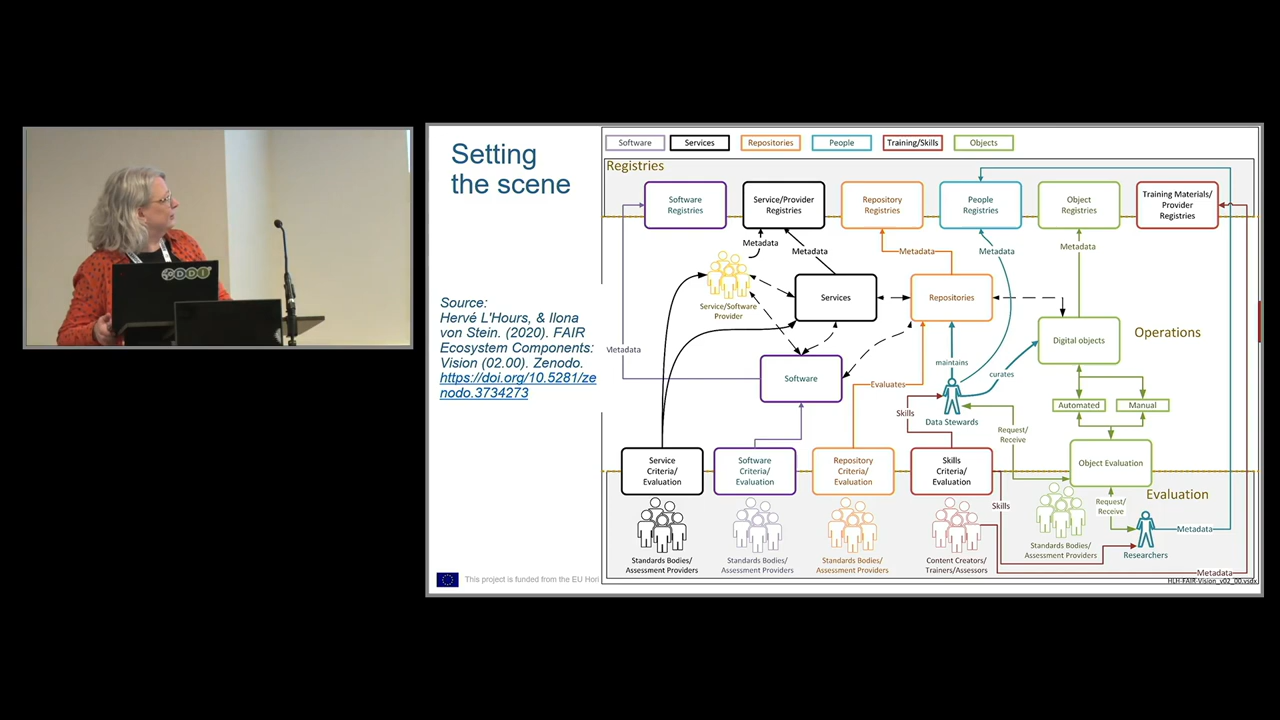 DDI
Setting
the scene
Source:
Hervé L'Hours, & Ilona
von Stein. (2020). FAIR
Ecosystem Components:
Vision (02.00). Zenodo.
https://doi.org/10.5281/ze
nodo.3734273
This project is funded from the EU Hori
Software
Services
Repositories
People
Training/Skills
Objects
Registries
Software
Registries
Service/Provider
Registries
Repository
Registries
People
Registries
Object
Registries
Training Materials/
Provider
Registries
Metadata
Metadata
Metadata
Metadata
Metadata
Service/Software
Provider
Services
Repositories
Digital objects
Operations
Metadata
Software
maintains
curates
Evaluates
Skills
Data Stewards
Automated
Manual
Request/
Receive
Service
Criteria/
Evaluation
Software
Criteria/
Evaluation
Repository
Criteria/
Evaluation
Skills
Criteria/
Evaluation
Object Evaluation
Evaluation
Skills
Request/
Receive
Metadata
Standards Bodies/
Assessment Providers
Standards Bodies/
Assessment Providers
Standards Bodies/
Assessment Providers
Content Creators/
Trainers/Assessors
Standards Bodies/
Assessment Providers
Researchers
Metadata
HLH-FAIR-Vision_v02_00.vsdx